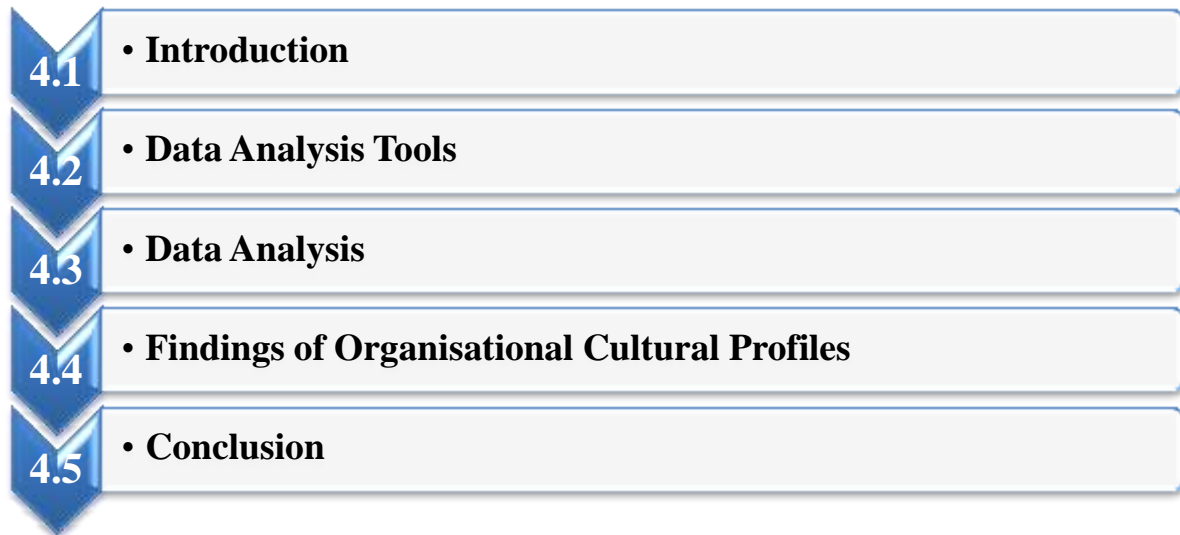 4.1 • Introduction
4.2 • Data Analysis Tools
4.3 • Data Analysis
4.4 • Findings of Organisational Cultural Profiles
4.5 • Conclusion